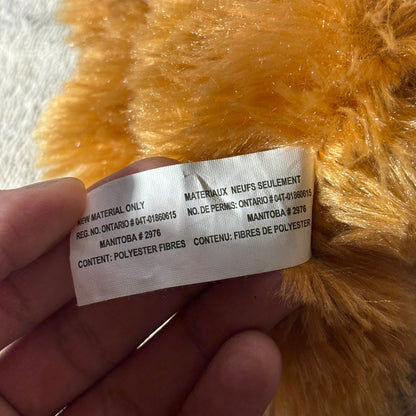 NEW MATERIAL ONLY
REG. NO. ONTARIO # 04T-01860615
MANITOBA # 2976
CONTENT: POLYESTER FIBRES
MATERIAUX NEUFS SEULEMENT
NO. DE PERMIS: ONTARIO # 04T-01860615
MANITOBA # 2976
CONTENU: FIBRES DE POLYESTER